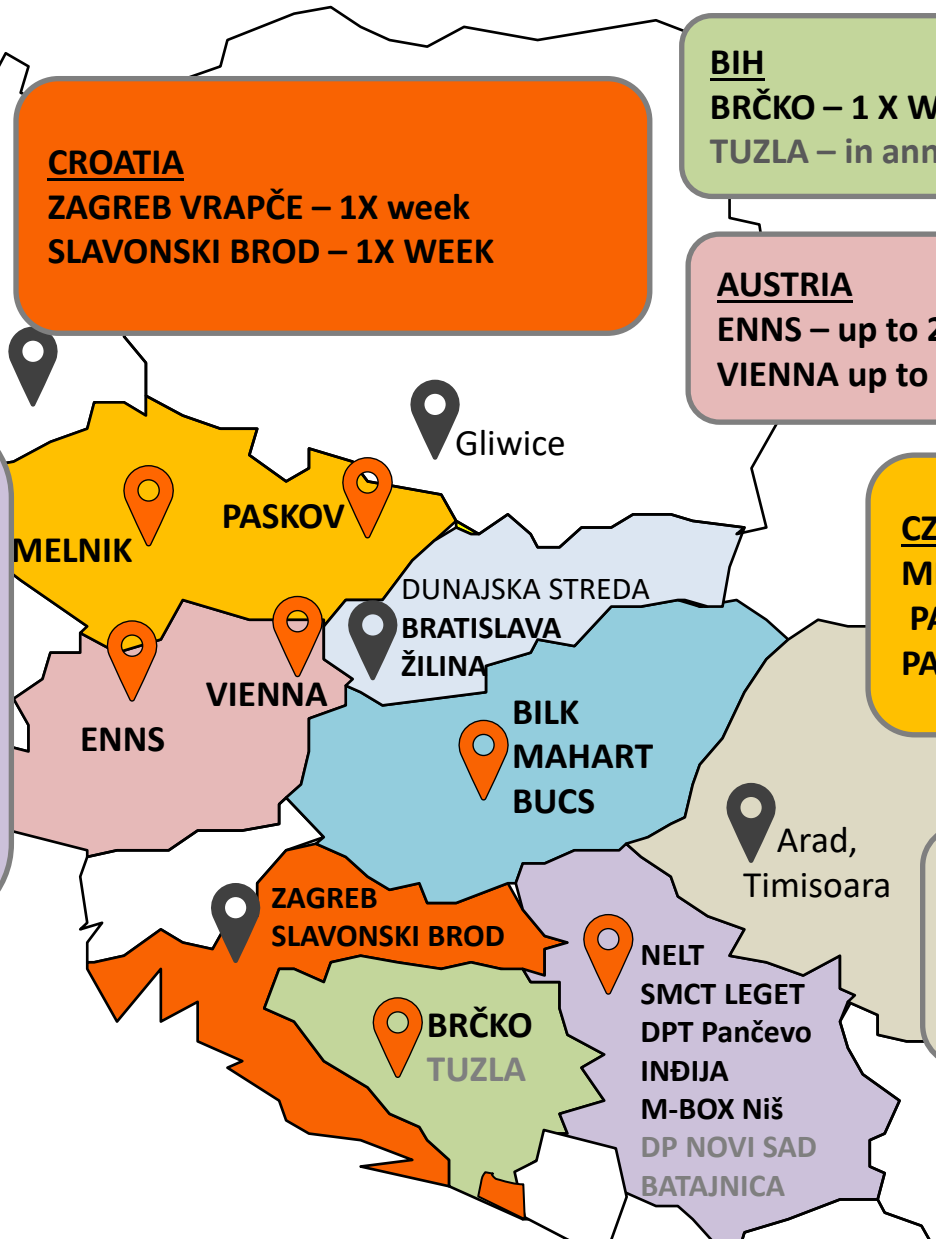 CROATIA
ZAGREB VRAPČE – 1X week
SLAVONSKI BROD – 1X WEEK
BIH
BRČKO – 1 X W
TUZLA – in ann
AUSTRIA
ENNS – up to 2
VIENNA up to
Gliwice
PASKOV
MELNIK
CZ
M
PA
PA
DUNAJSKA STREDA
BRATISLAVA
ŽILINA
VIENNA
ENNS
BILK
MAHART
BUCS
Arad,
Timisoara
ZAGREB
SLAVONSKI BROD
NELT
SMCT LEGET
DPT Pančevo
INĐIJA
M-BOX Niš
DP NOVI SAD
BATAJNICA
BRČKO
TUZLA